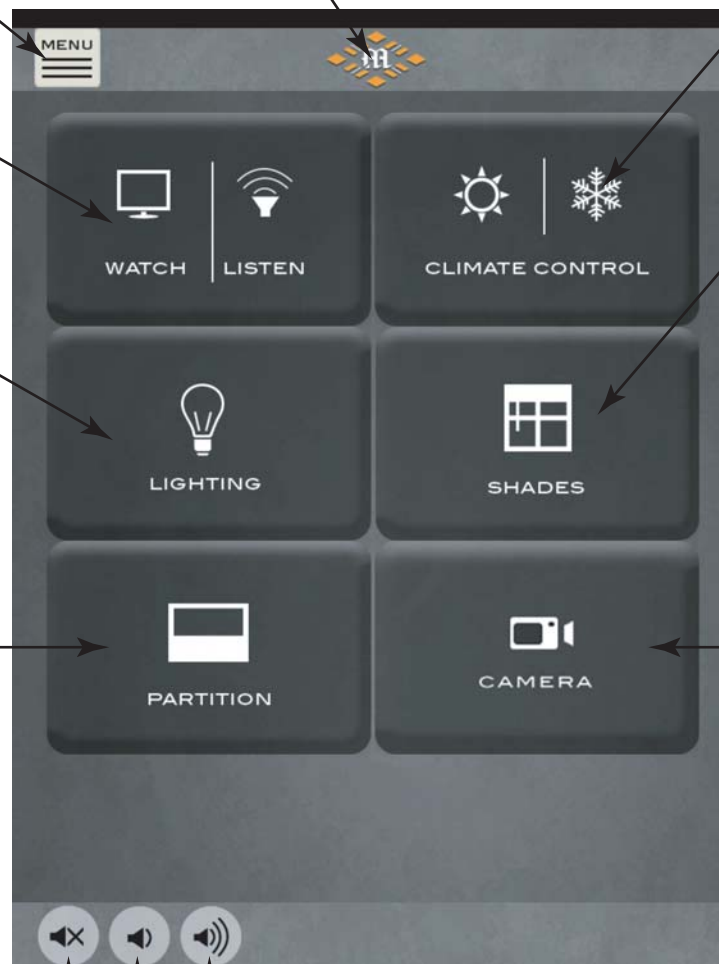 MENU
M
WATCH
LISTEN
CLIMATE CONTROL
LIGHTING
SHADES
PARTITION
CAMERA